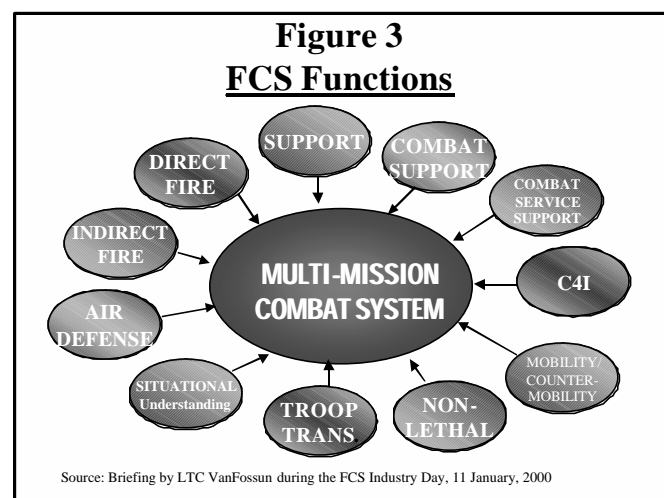 Figure 3
FCS Functions
SUPPORT
COMBAT
SUPPORT
DIRECT
FIRE
COMBAT
SERVICE
SUPPORT
INDIRECT
FIRE
MULTI-MISSION
COMBAT SYSTEM
C4I
AIR
DEFENSE
MOBILITY/
COUNTER-
MOBILITY
SITUATIONAL
Understanding
TROOP
TRANS.
NON-
LETHAL
Source: Briefing by LTC VanFossun during the FCS Industry Day, 11 January, 2000